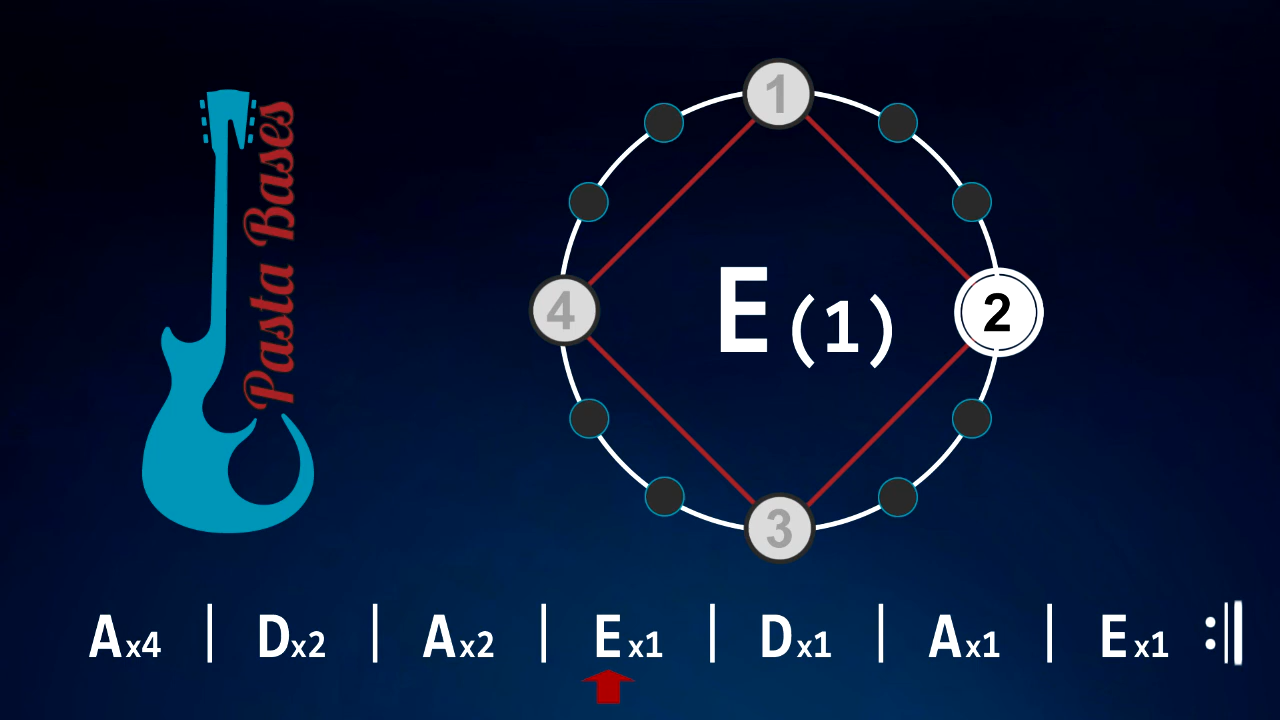 Pasta Bases
1
2
3
4
E (1)
Ax4 | Dx2 | Ax2 | Ex1 | Dx1 | Ax1 | Ex1 :||